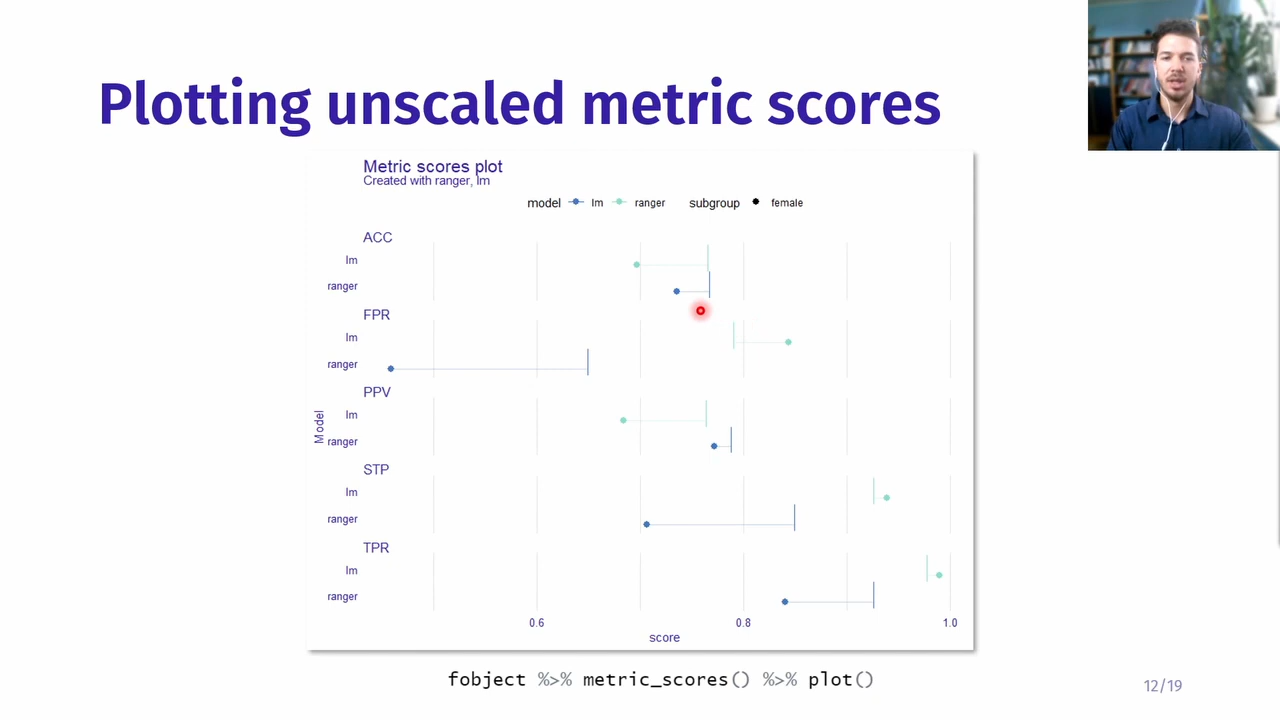 Plotting unscaled metric scores
Metric scores plot
Created with ranger, lm
model lm ranger subgroup female
ACC
lm
ranger
FPR
lm
ranger
PPV
lm
ranger
STP
lm
ranger
TPR
lm
ranger
Model
0.6 0.8 1.0
score
fobject %>% metric_scores() %>% plot()
12/19